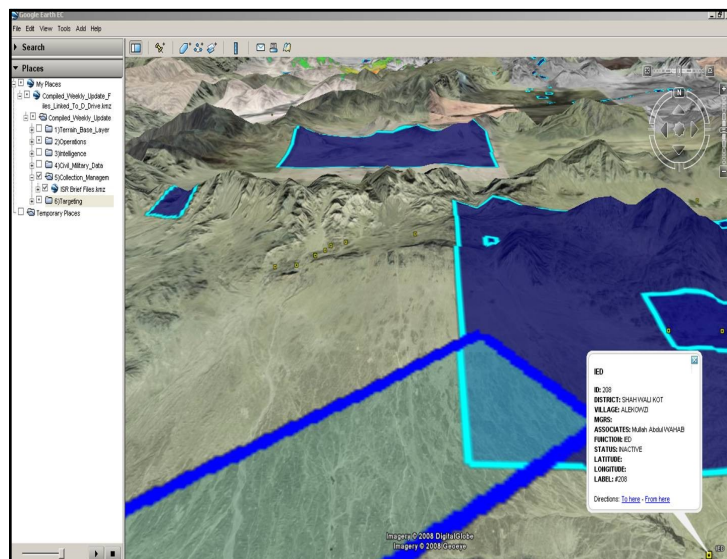 Google Earth EC
File Edit View Tools Add Help
Search
Places
My Places
Compiled_Weekly_Update_F
iles_Linked_To_D_Drive.kmz
Compiled_Weekly_Update
1)Terrain_Base_Layer
2)Operations
3)Intelligence
4)Civil_Military_Data
5)Collection_Managem
ISR Brief Files.kmz
6)Targeting
Temporary Places
N
IED
ID: 208
DISTRICT: SHAH WALI KOT
VILLAGE: ALEKOWZI
MGRS:
ASSOCIATES: Mullah Abdul WAHAB
FUNCTION: IED
STATUS: INACTIVE
LATITUDE:
LONGITUDE:
LABEL: #208
Directions: To here - From here
Imagery © 2008 DigitalGlobe
Imagery © 2008 Geoeye